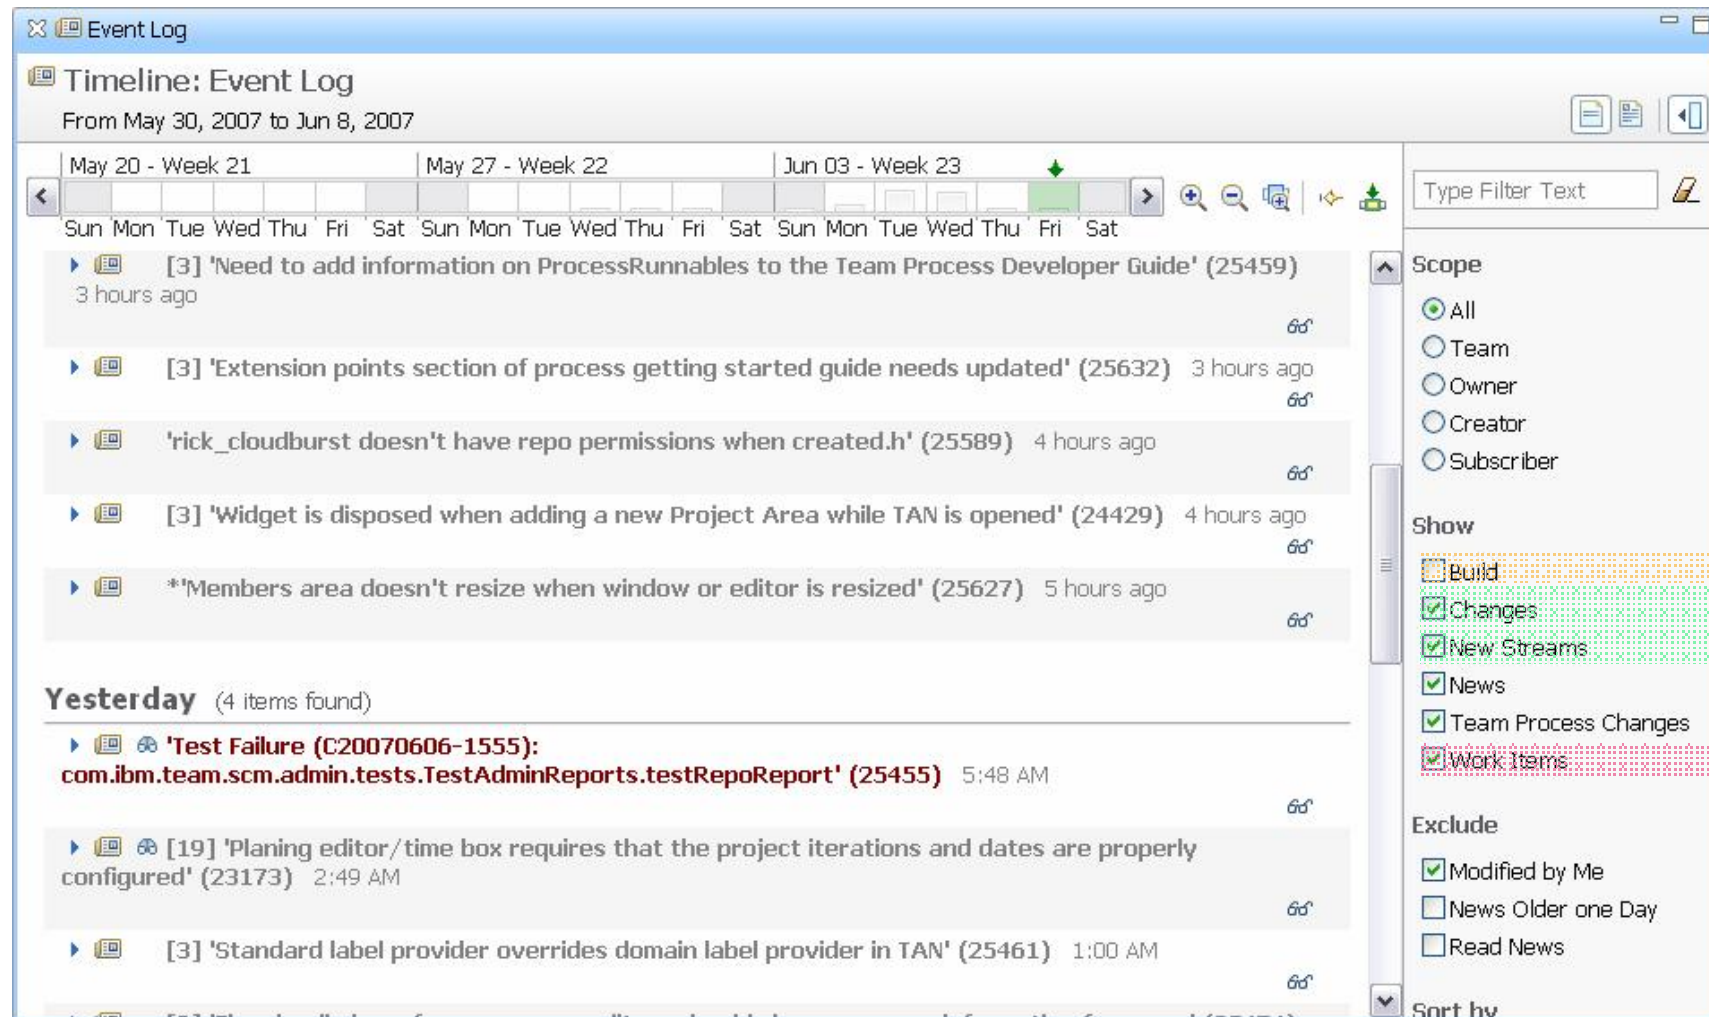 Event Log
Timeline: Event Log
From May 30, 2007 to Jun 8, 2007
May 20 - Week 21
May 27 - Week 22
Jun 03 - Week 23
Sun Mon Tue Wed Thu Fri Sat Sun Mon Tue Wed Thu Fri Sat Sun Mon Tue Wed Thu Fri Sat
[3] 'Need to add information on ProcessRunnables to the Team Process Developer Guide' (25459)
3 hours ago
[3] 'Extension points section of process getting started guide needs updated' (25632) 3 hours ago
'rick_cloudburst doesn't have repo permissions when created.h' (25589) 4 hours ago
[3] 'Widget is disposed when adding a new Project Area while TAN is opened' (24429) 4 hours ago
*'Members area doesn't resize when window or editor is resized' (25627) 5 hours ago
Yesterday (4 items found)
'Test Failure (C20070606-1555):
com.ibm.team.scm.admin.tests.TestAdminReports.testRepoReport' (25455) 5:48 AM
[19] 'Planing editor/time box requires that the project iterations and dates are properly
configured' (23173) 2:49 AM
[3] 'Standard label provider overrides domain label provider in TAN' (25461) 1:00 AM
Type Filter Text
Scope
All
Team
Owner
Creator
Subscriber
Show
Build
Changes
New Streams
News
Team Process Changes
Work Items
Exclude
Modified by Me
News Older one Day
Read News
Sort by